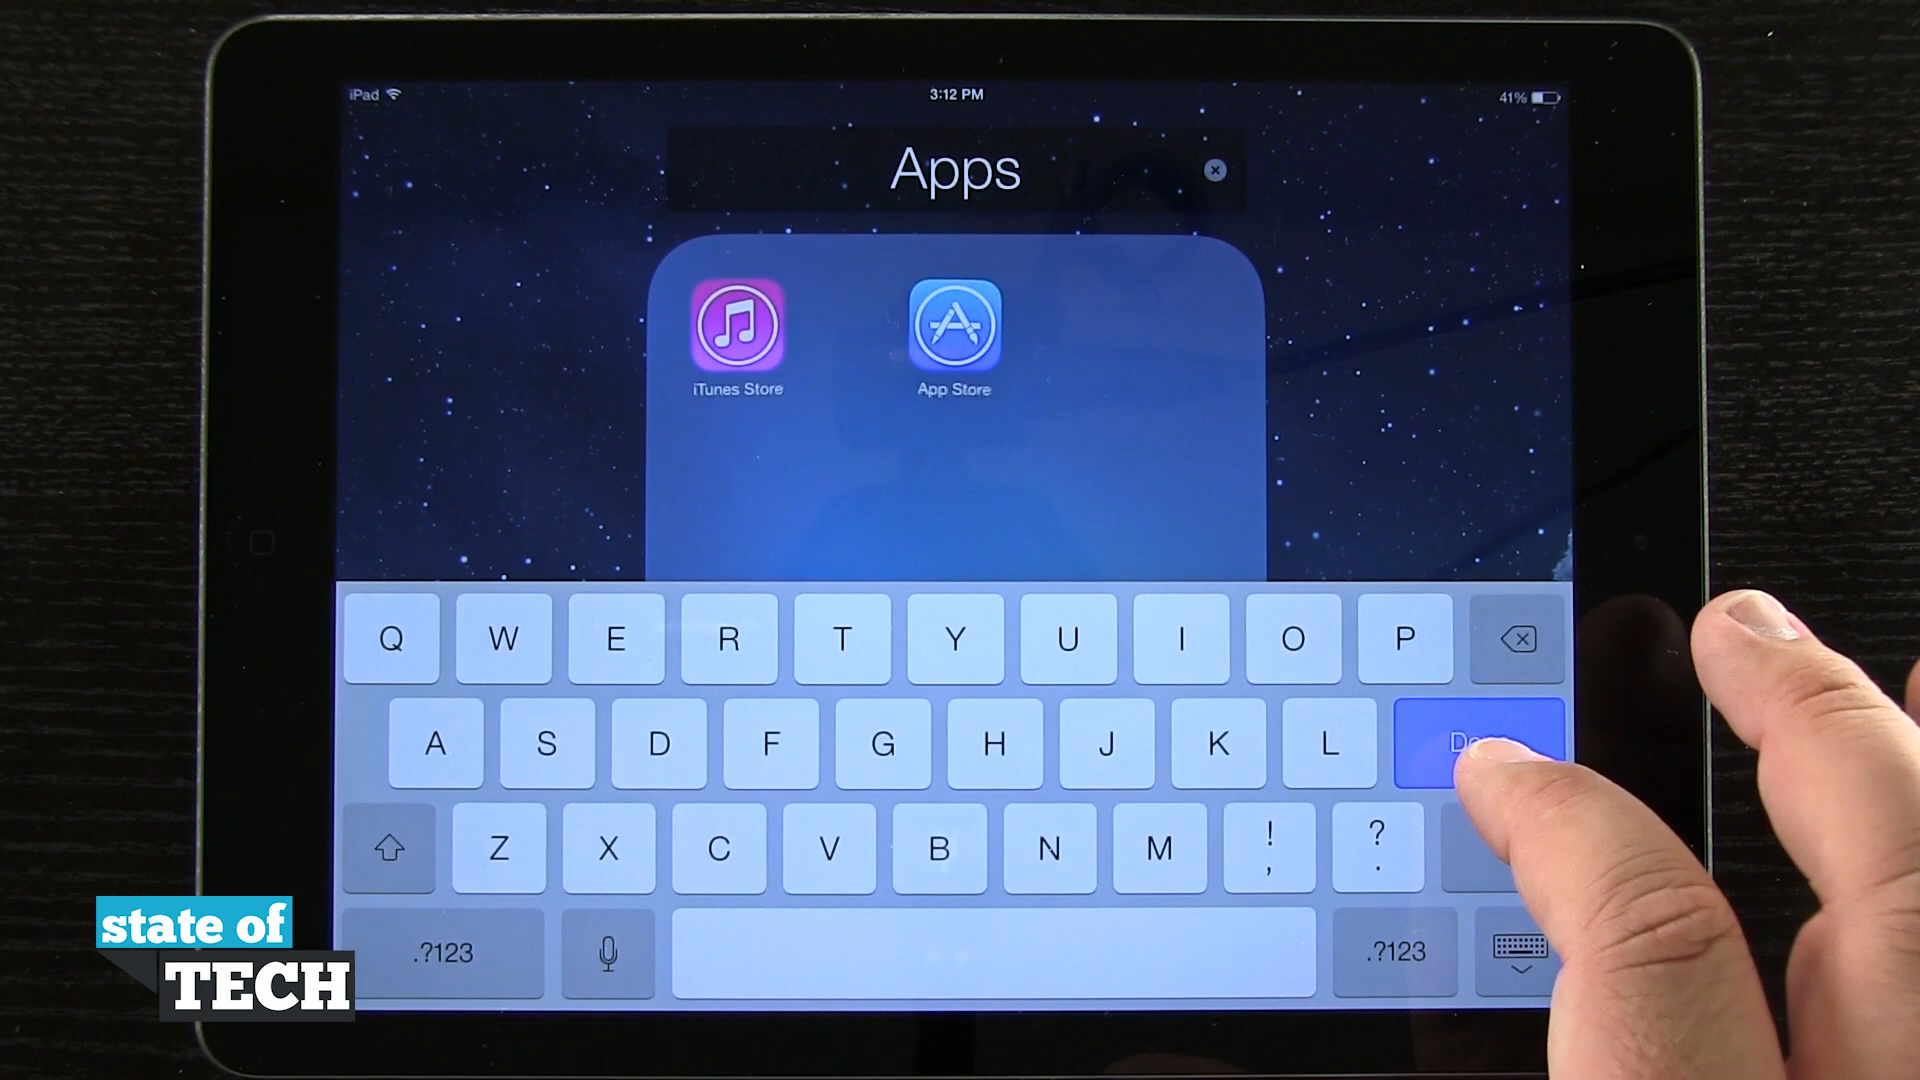 iPad 3:12 PM 41%
Apps
iTunes Store App Store
Q W E R T Y U I O P
A S D F G H J K L
Z X C V B N M ! , ? .
.?123 .?123
state of
TECH